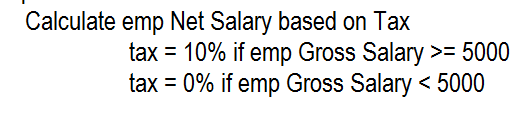 Calculate emp Net Salary based on Tax
tax = 10% if emp Gross Salary >= 5000
tax = 0% if emp Gross Salary < 5000